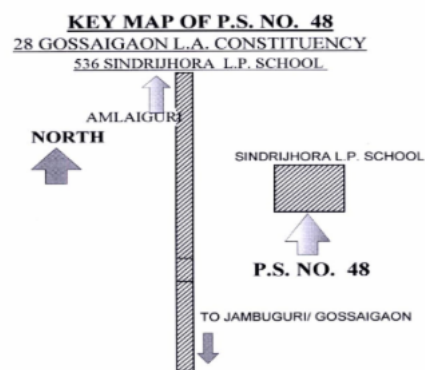 KEY MAP OF P.S. NO. 48
28 GOSSAIGAON L.A. CONSTITUENCY
536 SINDRIJHORA L.P. SCHOOL
AMLAIGURI
NORTH
SINDRIJHORA L.P. SCHOOL
P.S. NO. 48
TO JAMBUGURI/ GOSSAIGAON